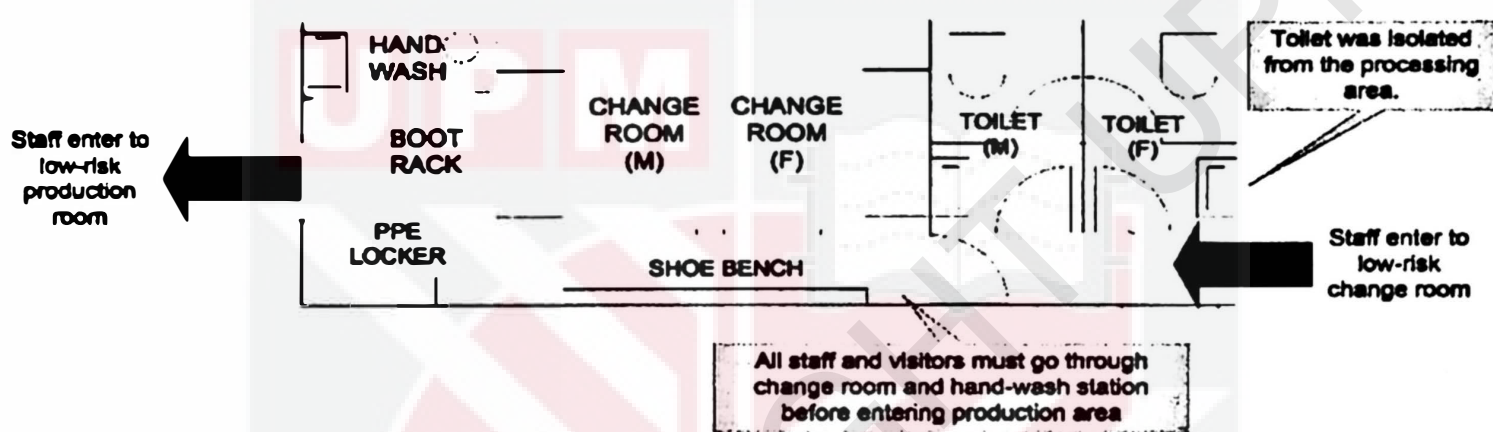 HAND
WASH
Staff enter to
low-risk
production
room
BOOT
RACK
PPE
LOCKER
CHANGE
ROOM
(M)
CHANGE
ROOM
(F)
SHOE BENCH
TOILET
(M)
TOILET
(F)
Toilet was isolated
from the processing
area.
Staff enter to
low-risk
change room
All staff and visitors must go through
change room and hand-wash station
before entering production area
UPM